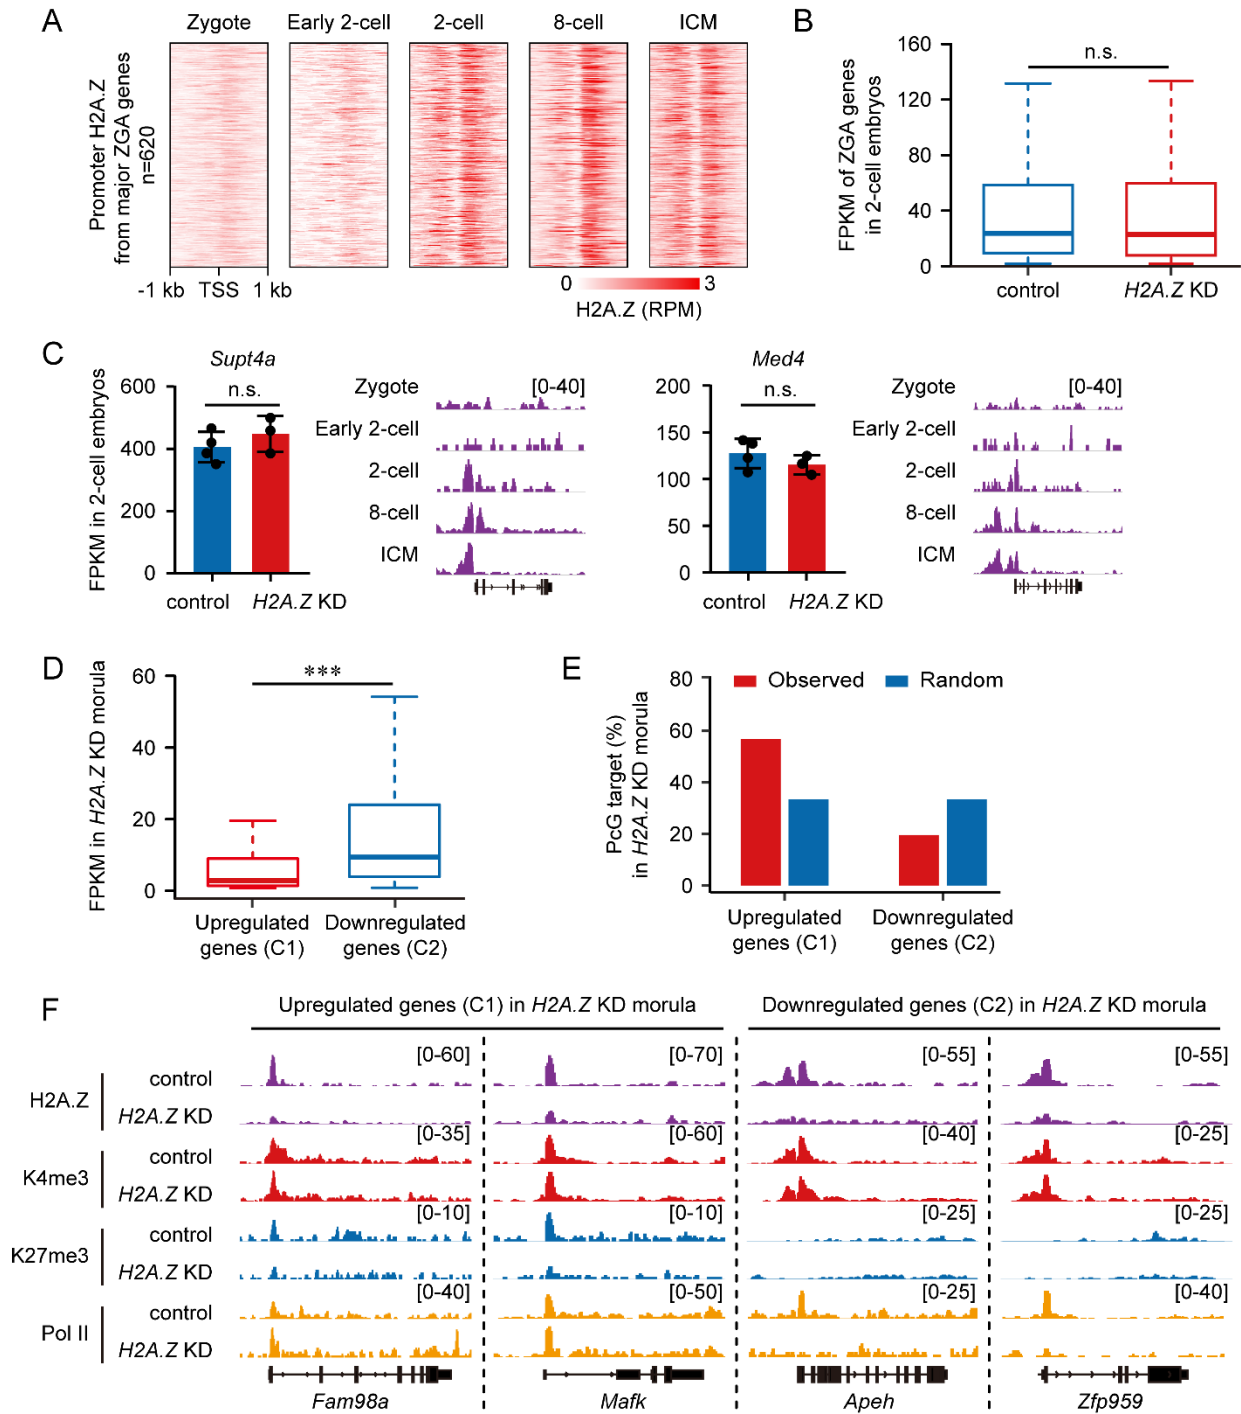 A
Zygote
Early 2-cell
2-cell
8-cell
ICM
Promoter H2A.Z
from major ZGA genes
n=620
-1 kb
TSS
1 kb
0
3
H2A.Z (RPM)
B
FPKM of ZGA genes
in 2-cell embryos
160
120
80
40
0
n.s.
control
H2A.Z KD
C
Supt4a
FPKM in 2-cell embryos
600
400
200
0
n.s.
control
H2A.Z KD
Zygote
[0-40]
Early 2-cell
2-cell
8-cell
ICM
Med4
200
150
100
50
0
n.s.
control
H2A.Z KD
Zygote
[0-40]
Early 2-cell
2-cell
8-cell
ICM
D
FPKM in H2A.Z KD morula
60
40
20
0
***
Upregulated
genes (C1)
Downregulated
genes (C2)
E
PcG target (%)
in H2A.Z KD morula
80
60
40
20
0
Observed
Random
Upregulated
genes (C1)
Downregulated
genes (C2)
F
Upregulated genes (C1) in H2A.Z KD morula
Downregulated genes (C2) in H2A.Z KD morula
H2A.Z
control
[0-60]
[0-70]
[0-55]
[0-55]
H2A.Z KD
K4me3
control
[0-35]
[0-60]
[0-40]
[0-25]
H2A.Z KD
K27me3
control
[0-10]
[0-10]
[0-25]
[0-25]
H2A.Z KD
Pol II
control
[0-40]
[0-50]
[0-25]
[0-40]
H2A.Z KD
Fam98a
Mafk
Apeh
Zfp959